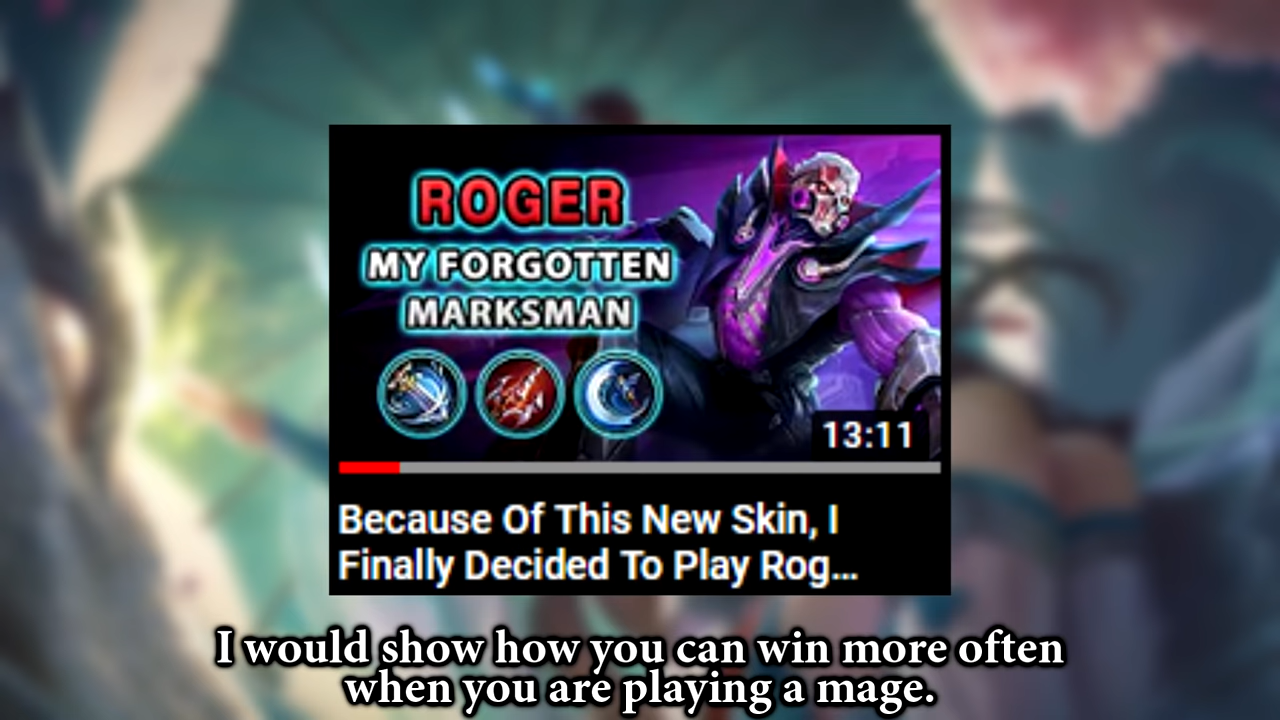 ROGER
MY FORGOTTEN
MARKSMAN
13:11
Because Of This New Skin, I
Finally Decided To Play Rog...
I would show how you can win more often
when you are playing a mage.